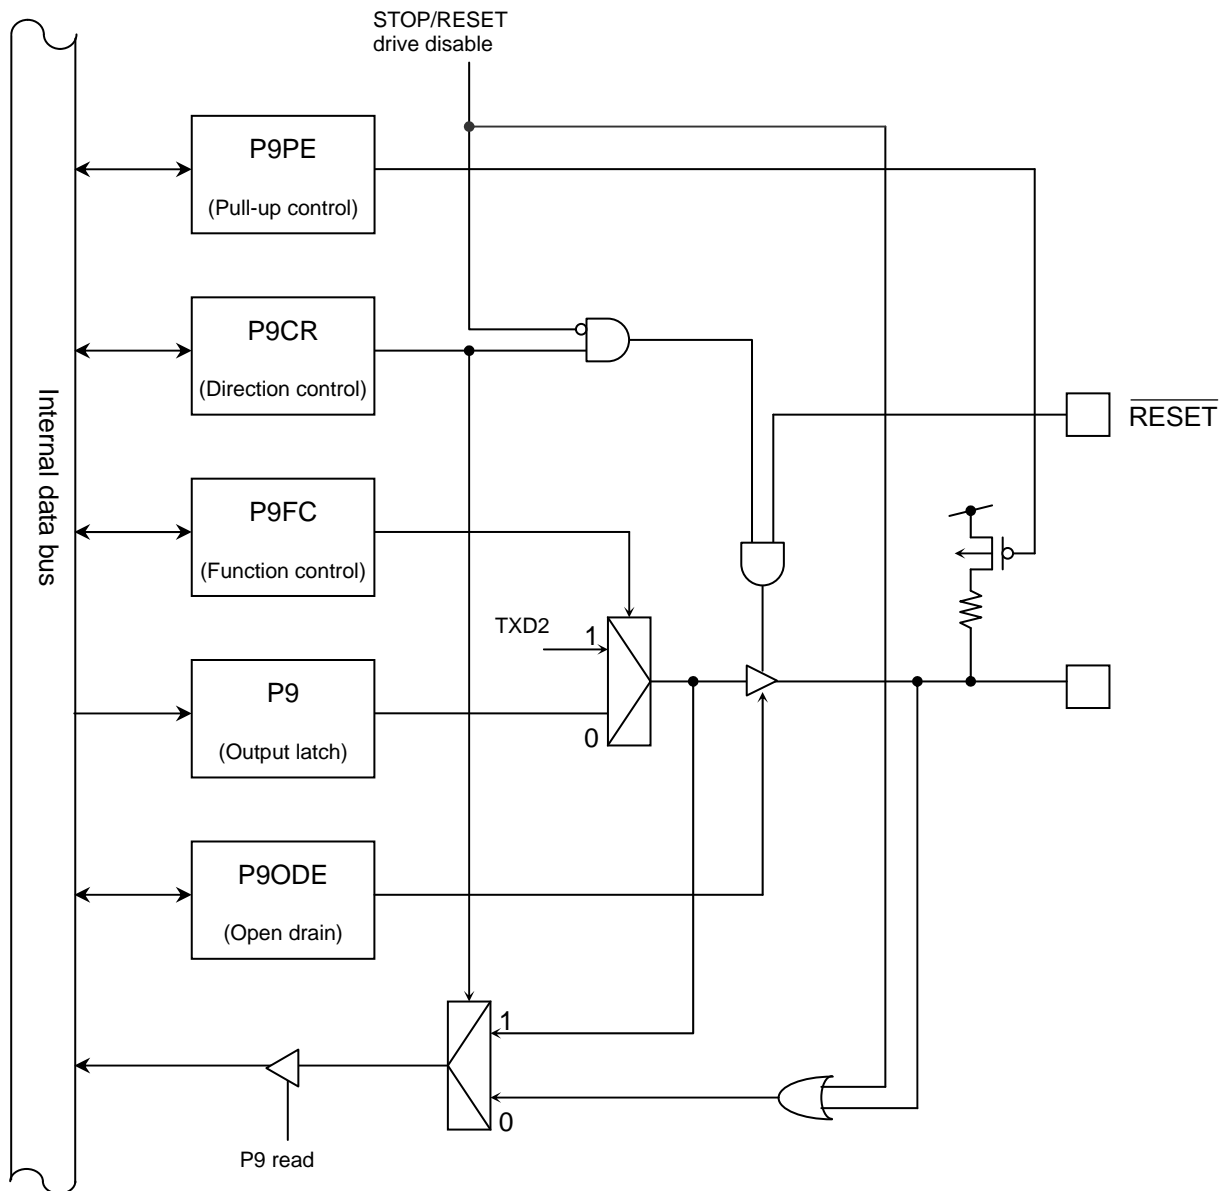 STOP/RESET
drive disable
P9PE
(Pull-up control)
P9CR
(Direction control)
RESET
Internal data bus
P9FC
(Function control)
TXD2
1
0
P9
(Output latch)
P9ODE
(Open drain)
1
0
P9 read